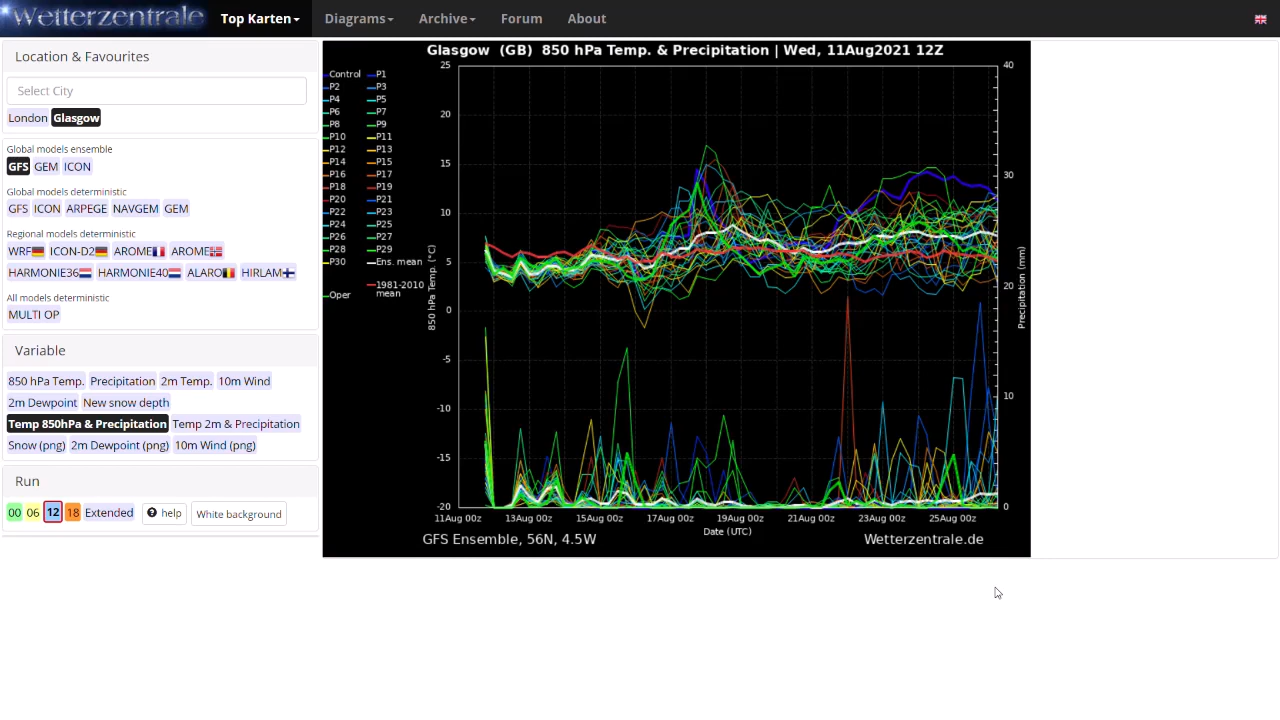 Wetterzentrale Top Karten Diagrams Archive Forum About
Location & Favourites
Select City
London Glasgow
Global models ensemble
GFS GEM ICON
Global models deterministic
GFS ICON ARPEGE NAVGEM GEM
Regional models deterministic
WRF ICON-D2 AROME AROME
HARMONIE36 HARMONIE40 ALARO HIRLAM
All models deterministic
MULTI OP
Variable
850 hPa Temp. Precipitation 2m Temp. 10m Wind
2m Dewpoint New snow depth
Temp 850hPa & Precipitation Temp 2m & Precipitation
Snow (png) 2m Dewpoint (png) 10m Wind (png)
Run
00 06 12 18 Extended help White background
Glasgow (GB) 850 hPa Temp. & Precipitation | Wed, 11Aug2021 12Z
Control P1
P2 P3
P4 P5
P6 P7
P8 P9
P10 P11
P12 P13
P14 P15
P16 P17
P18 P19
P20 P21
P22 P23
P24 P25
P26 P27
P28 P29
P30 Ens. mean
Oper 1981-2010
mean
850 hPa Temp. (°C)
25
20
15
10
5
0
-5
-10
-15
-20
40
30
20
10
0
Precipitation (mm)
11Aug 00z 13Aug 00z 15Aug 00z 17Aug 00z 19Aug 00z 21Aug 00z 23Aug 00z 25Aug 00z
Date (UTC)
GFS Ensemble, 56N, 4.5W Wetterzentrale.de